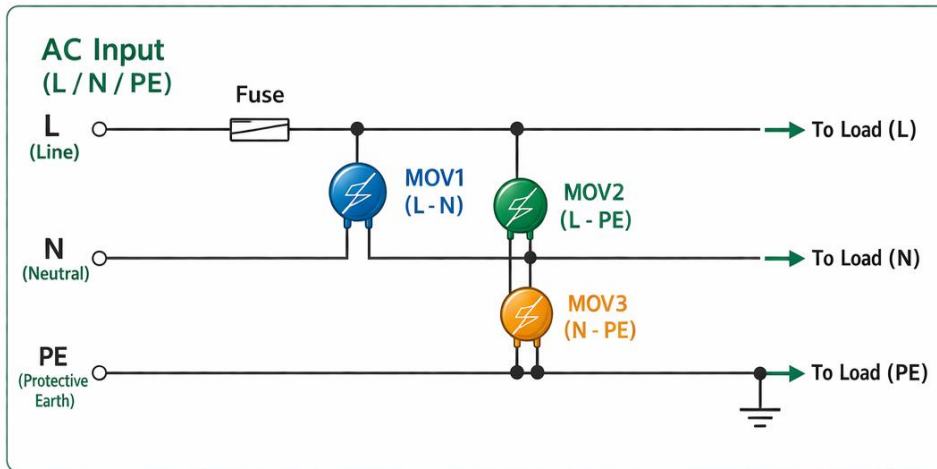 AC Input
(L / N / PE)
Fuse
L
(Line)
To Load (L)
MOV1
(L - N)
MOV2
(L - PE)
N
(Neutral)
To Load (N)
MOV3
(N - PE)
PE
(Protective
Earth)
To Load (PE)